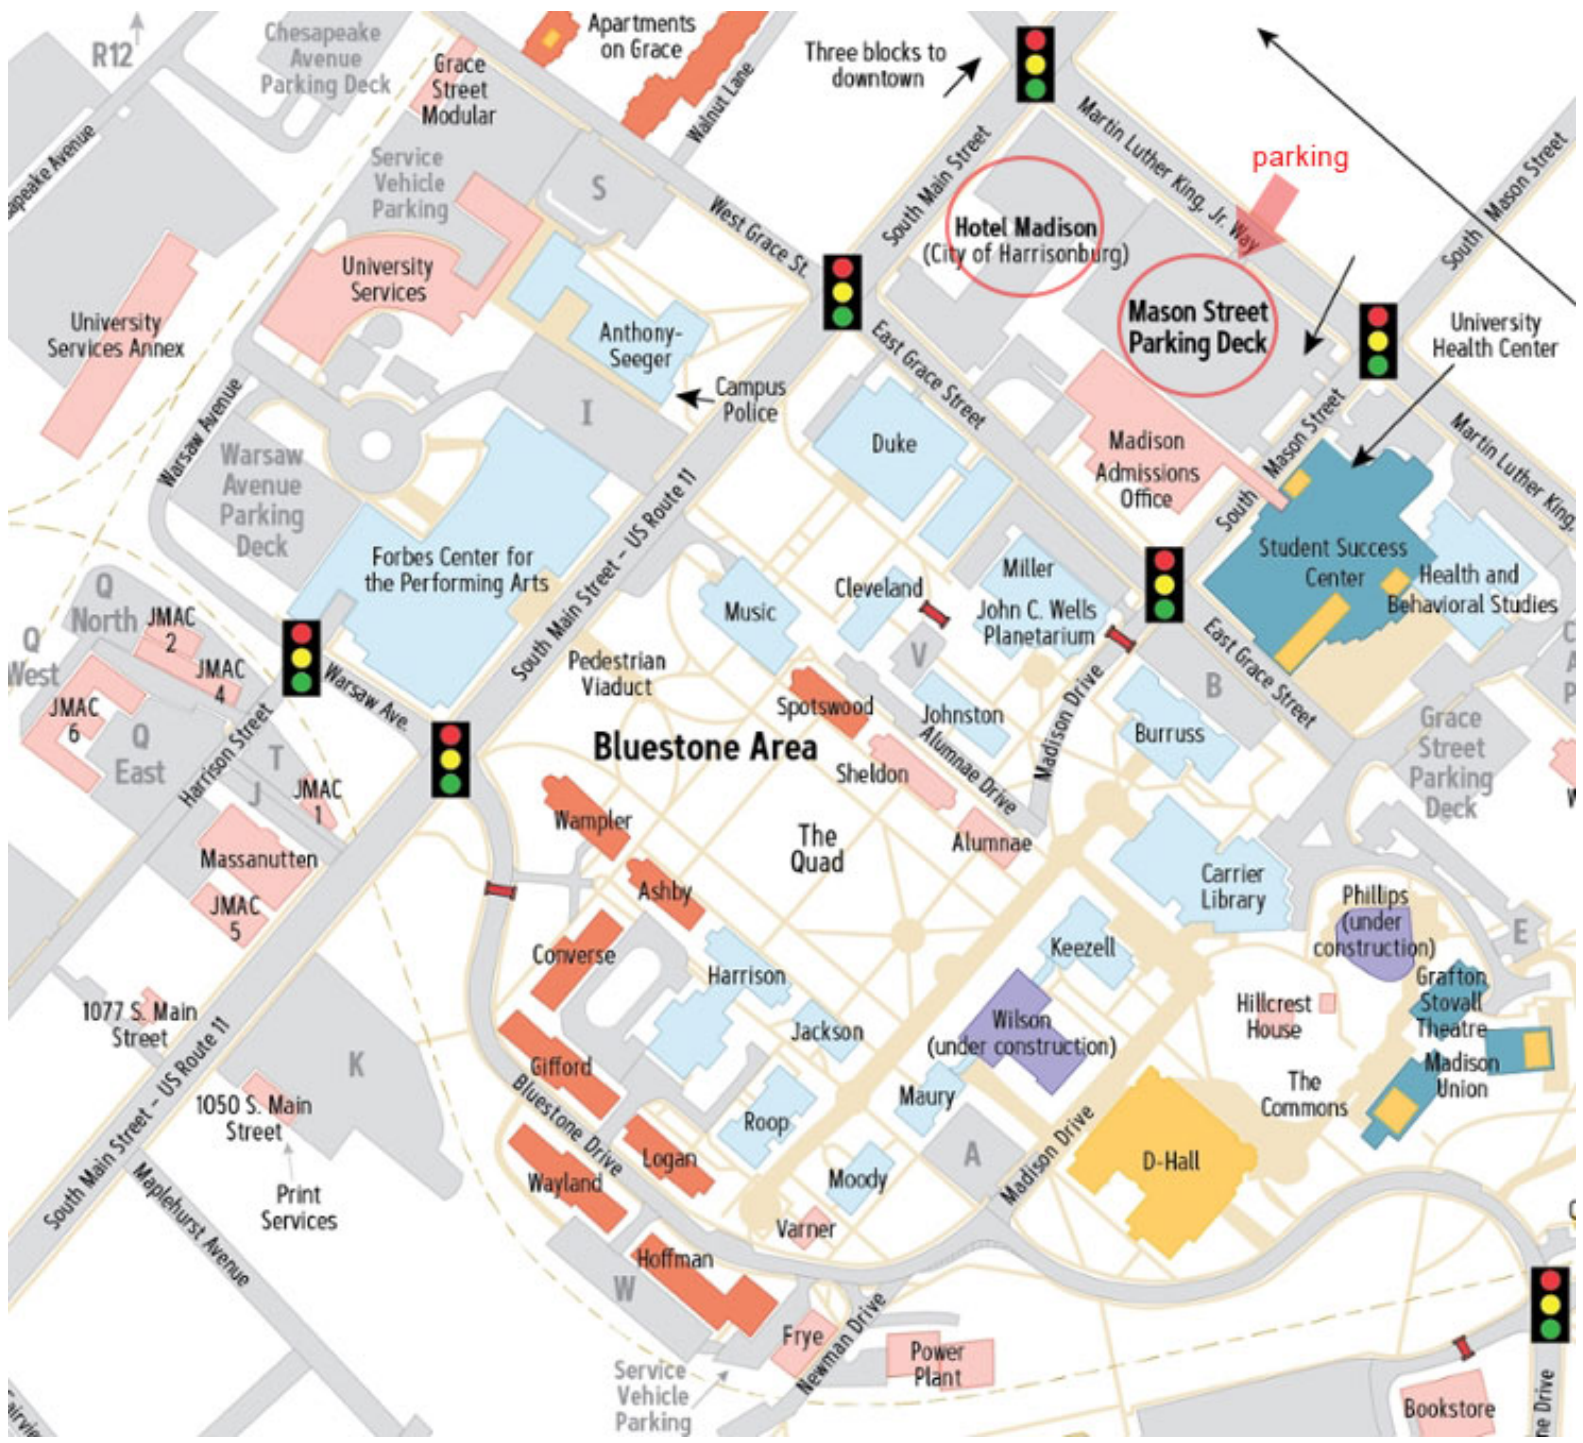 R12
Chesapeake
Avenue
Parking Deck
Apartments
on Grace
Grace
Street
Modular
Walnut Lane
Three blocks to
downtown
Service
Vehicle
Parking
S
West Grace St.
South Main Street
Martin Luther King, Jr. Way
parking
South Mason Street
Hotel Madison
(City of Harrisonburg)
Mason Street
Parking Deck
University
Health Center
University
Services
University
Services Annex
Anthony-
Seeger
Campus
Police
East Grace Street
Duke
Madison
Admissions
Office
South Mason Street
Martin Luther King,
Warsaw Avenue
I
Warsaw
Avenue
Parking
Deck
Forbes Center for
the Performing Arts
South Main Street – US Route 11
Music
Cleveland
Miller
John C. Wells
Planetarium
V
Student Success
Center
Health and
Behavioral Studies
East Grace Street
Q
North
Q
West
JMAC
2
JMAC
4
JMAC
6
Q
East
T
J
JMAC
1
Harrison Street
Warsaw Ave.
Pedestrian
Viaduct
Bluestone Area
Spotswood
Johnston
Alumnae Drive
Madison Drive
B
Burruss
Grace
Street
Parking
Deck
Sheldon
Alumnae
Massanutten
JMAC
5
Wampler
Ashby
The
Quad
Carrier
Library
Phillips
(under
construction)
E
Converse
Harrison
Keezell
Hillcrest
House
Grafton
Stovall
Theatre
Madison
Union
1077 S. Main
Street
K
1050 S. Main
Street
Print
Services
Gifford
Jackson
Wilson
(under construction)
The
Commons
South Main Street – US Route 11
Maplehurst Avenue
Bluestone Drive
Roop
Maury
Logan
Wayland
Moody
A
Madison Drive
D-Hall
Varner
Hoffman
W
Frye
Newman Drive
Power
Plant
Service
Vehicle
Parking
Bookstore